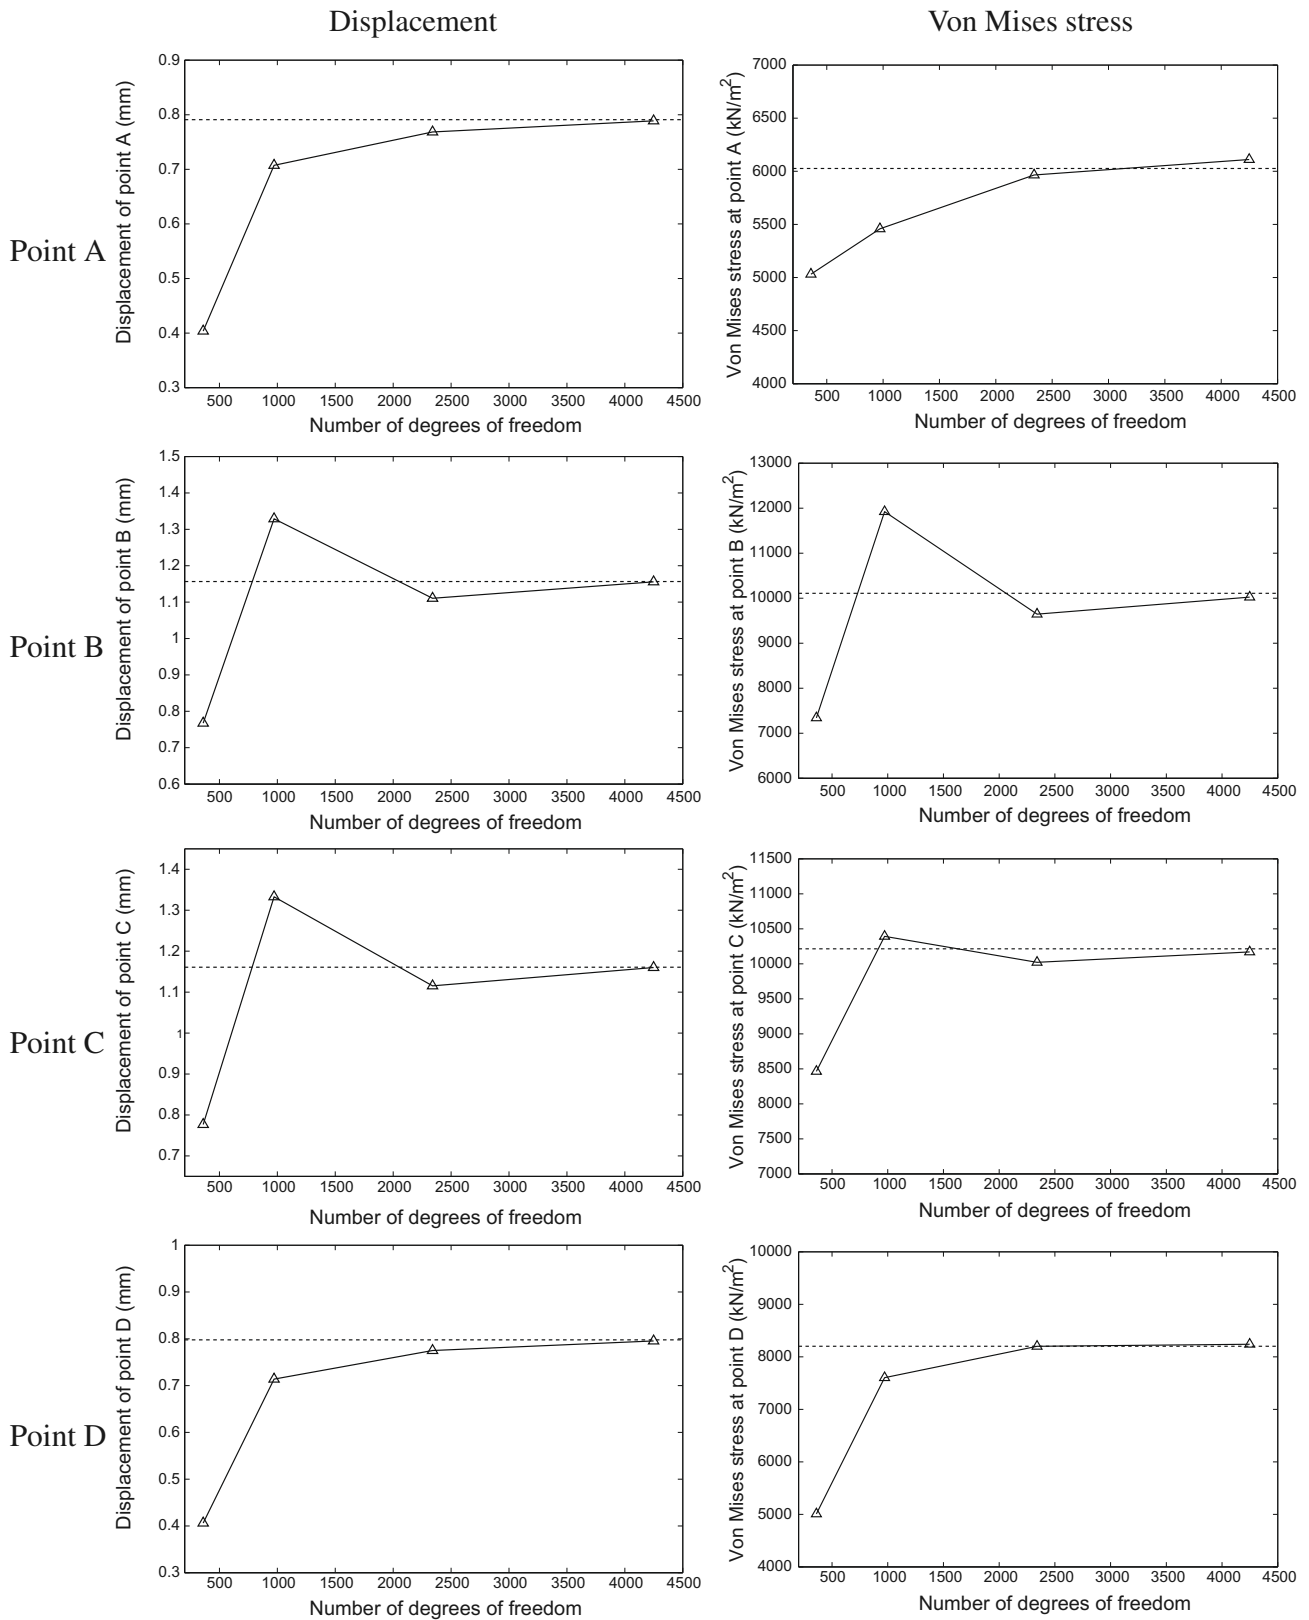 Displacement
Von Mises stress
Point A
Displacement of point A (mm)
0.9
0.8
0.7
0.6
0.5
0.4
0.3
500 1000 1500 2000 2500 3000 3500 4000 4500
Number of degrees of freedom
Von Mises stress at point A (kN/m²)
7000
6500
6000
5500
5000
4500
4000
500 1000 1500 2000 2500 3000 3500 4000 4500
Number of degrees of freedom
Point B
Displacement of point B (mm)
1.5
1.4
1.3
1.2
1.1
1
0.9
0.8
0.7
0.6
500 1000 1500 2000 2500 3000 3500 4000 4500
Number of degrees of freedom
Von Mises stress at point B (kN/m²)
13000
12000
11000
10000
9000
8000
7000
6000
500 1000 1500 2000 2500 3000 3500 4000 4500
Number of degrees of freedom
Point C
Displacement of point C (mm)
1.4
1.3
1.2
1.1
1
0.9
0.8
0.7
500 1000 1500 2000 2500 3000 3500 4000 4500
Number of degrees of freedom
Von Mises stress at point C (kN/m²)
11500
11000
10500
10000
9500
9000
8500
8000
7500
7000
500 1000 1500 2000 2500 3000 3500 4000 4500
Number of degrees of freedom
Point D
Displacement of point D (mm)
1
0.9
0.8
0.7
0.6
0.5
0.4
0.3
500 1000 1500 2000 2500 3000 3500 4000 4500
Number of degrees of freedom
Von Mises stress at point D (kN/m²)
10000
9000
8000
7000
6000
5000
4000
500 1000 1500 2000 2500 3000 3500 4000 4500
Number of degrees of freedom